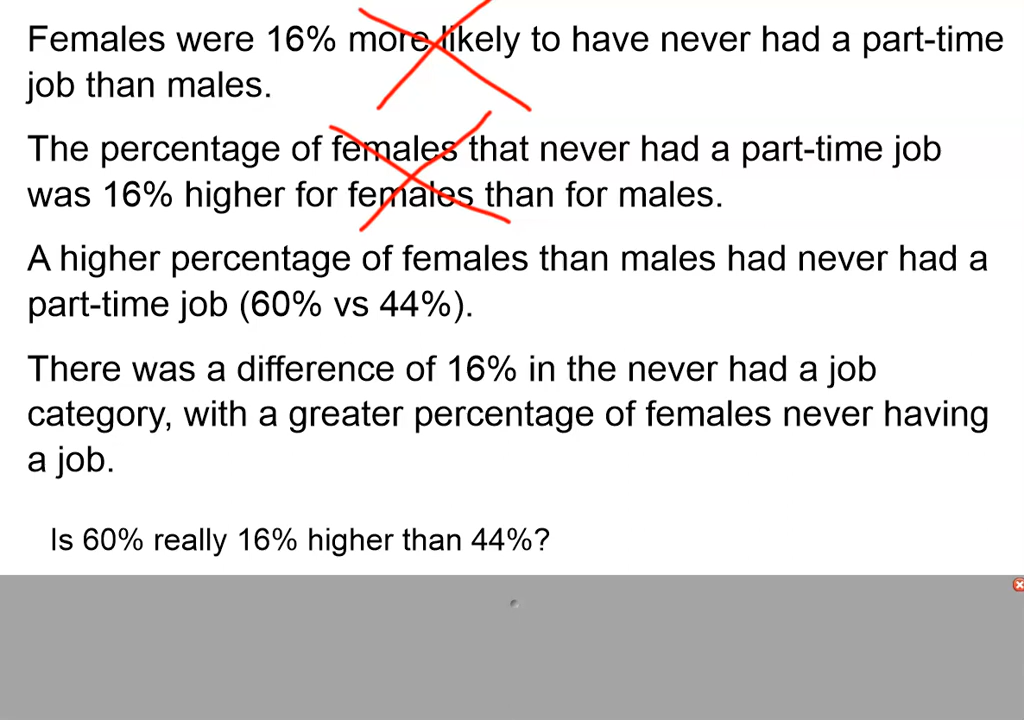 Females were 16% more likely to have never had a part-time
job than males.
The percentage of females that never had a part-time job
was 16% higher for females than for males.
A higher percentage of females than males had never had a
part-time job (60% vs 44%).
There was a difference of 16% in the never had a job
category, with a greater percentage of females never having
a job.
Is 60% really 16% higher than 44%?